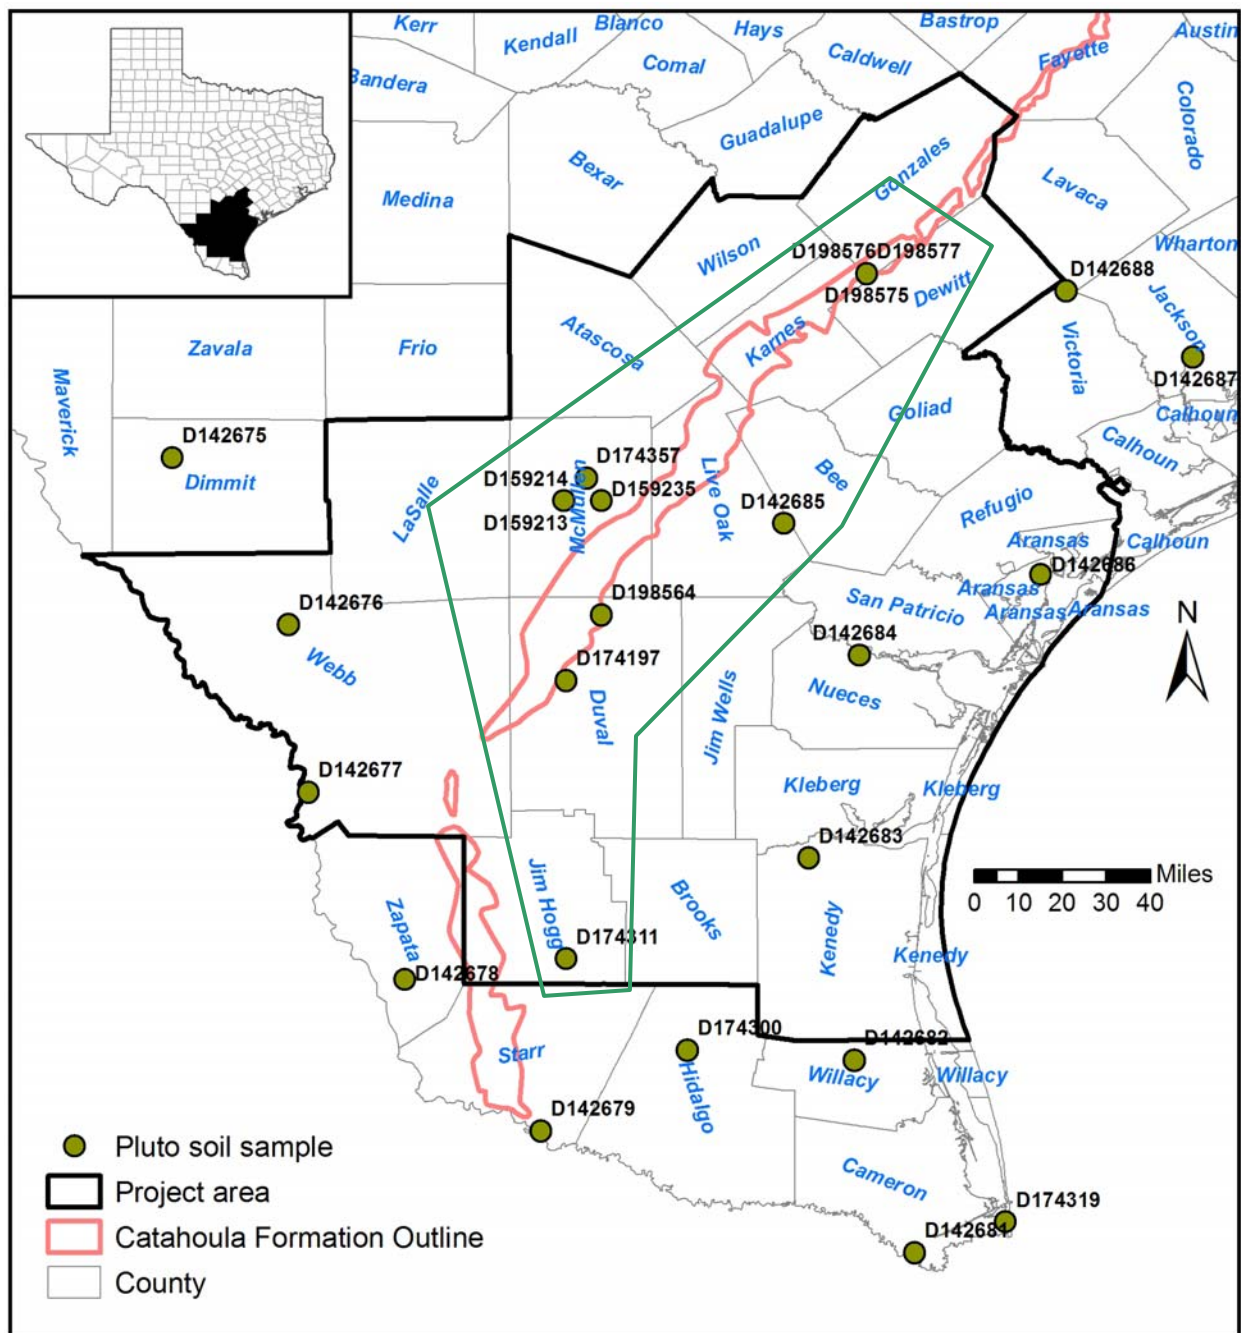 Kerr
Kendall
Blanco
Hays
Bastrop
Austin
Comal
Caldwell
Fayette
Bandera
Colorado
Guadalupe
Gonzales
Bexar
Medina
Lavaca
Wilson
Wharton
D198576D198577
D142688
D198575
Dewitt
Jackson
Atascosa
Karnes
Victoria
Zavala
Frio
D142687
Maverick
Goliad
Calhoun
Calhoun
D142675
D174357
Dimmit
D159214
D159235
LaSalle
McMullen
Live Oak
Bee
D142685
Refugio
D159213
Aransas
Calhoun
D142686
Aransas
Aransas
Aransas
D142676
D198564
San Patricio
N
D142684
Webb
D174197
Nueces
Duval
Jim Wells
D142677
Kleberg
Kleberg
D142683
Miles
0 10 20 30 40
Jim Hogg
Brooks
Zapata
Kenedy
D174311
Kenedy
D142678
D174300
D142682
Starr
Hidalgo
Willacy
Willacy
D142679
Cameron
D174319
D142681
Pluto soil sample
Project area
Catahoula Formation Outline
County